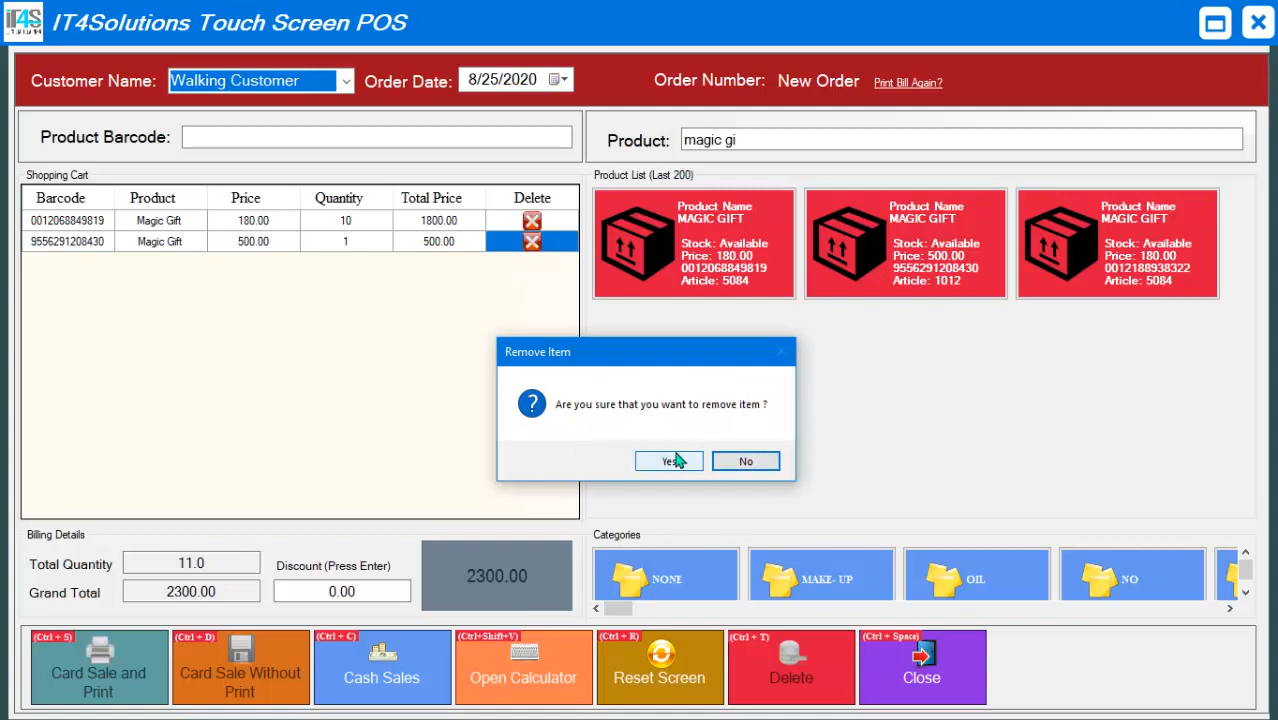 IT4S
IT4Solutions Touch Screen POS
Customer Name: Walking Customer Order Date: 8/25/2020 Order Number: New Order Print Bill Again?
Product Barcode:
Product: magic gi
Shopping Cart
Barcode Product Price Quantity Total Price Delete
0012068849819 Magic Gift 180.00 10 1800.00
9556291208430 Magic Gift 500.00 1 500.00
Product List (Last 200)
Product Name
MAGIC GIFT
Stock: Available
Price: 180.00
0012068849819
Article: 5084
Product Name
MAGIC GIFT
Stock: Available
Price: 500.00
9556291208430
Article: 1012
Product Name
MAGIC GIFT
Stock: Available
Price: 180.00
0012188938322
Article: 5084
Remove Item
Are you sure that you want to remove item ?
Yes No
Billing Details
Total Quantity 11.0
Grand Total 2300.00
Discount (Press Enter)
0.00
2300.00
Categories
NONE MAKE- UP OIL NO
(Ctrl + S)
Card Sale and
Print
(Ctrl + D)
Card Sale Without
Print
(Ctrl + C)
Cash Sales
(Ctrl+Shift+V)
Open Calculator
(Ctrl + R)
Reset Screen
(Ctrl + T)
Delete
(Ctrl + Space)
Close